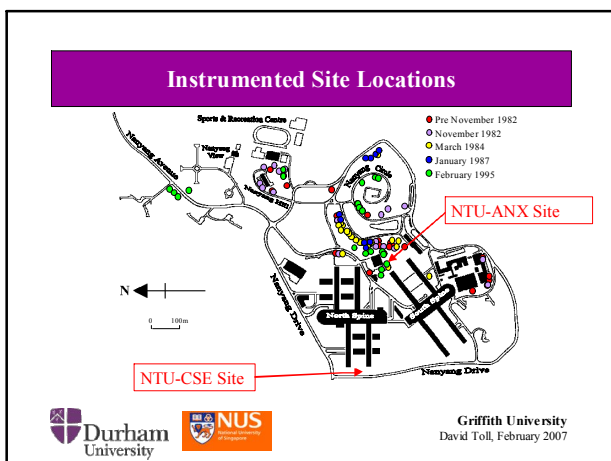 Instrumented Site Locations
Sports & Recreation Centre
Pre November 1982
November 1982
March 1984
January 1987
February 1995
Nanyang Avenue
Nanyang
View
Nanyang Hill
Nanyang Circle
NTU-ANX Site
N
0 100m
Nanyang Drive
North Spine
South Spine
NTU-CSE Site
Nanyang Drive
Durham
University
NUS
National University
of Singapore
Griffith University
David Toll, February 2007